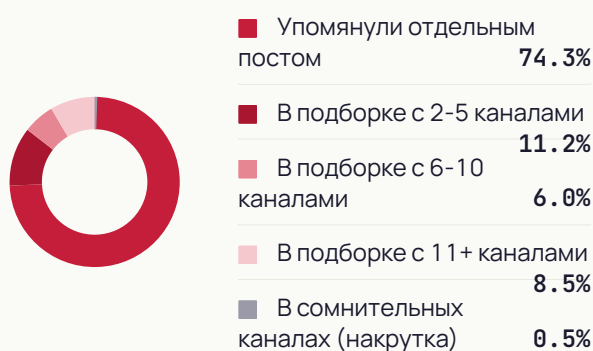 Упомянули отдельным
постом 74.3%
В подборке с 2-5 каналами
11.2%
В подборке с 6-10
каналами 6.0%
В подборке с 11+ каналами
8.5%
В сомнительных
каналах (накрутка) 0.5%